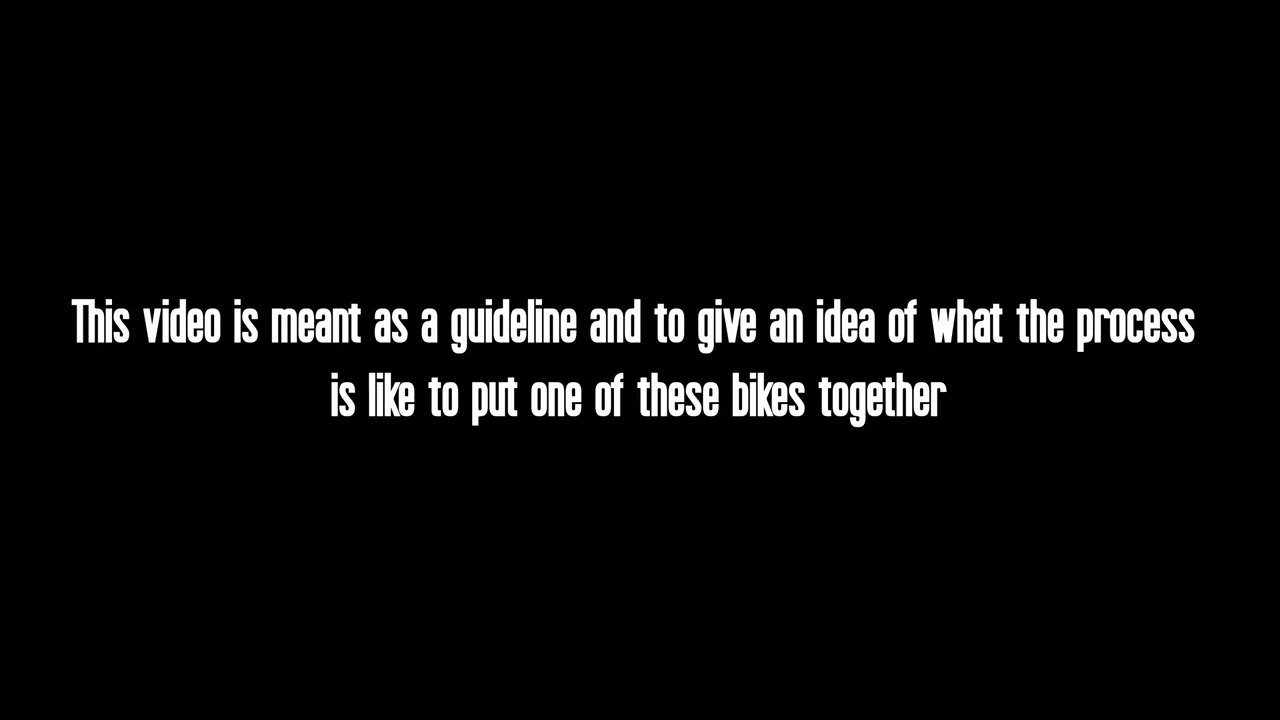 This video is meant as a guideline and to give an idea of what the process
is like to put one of these bikes together